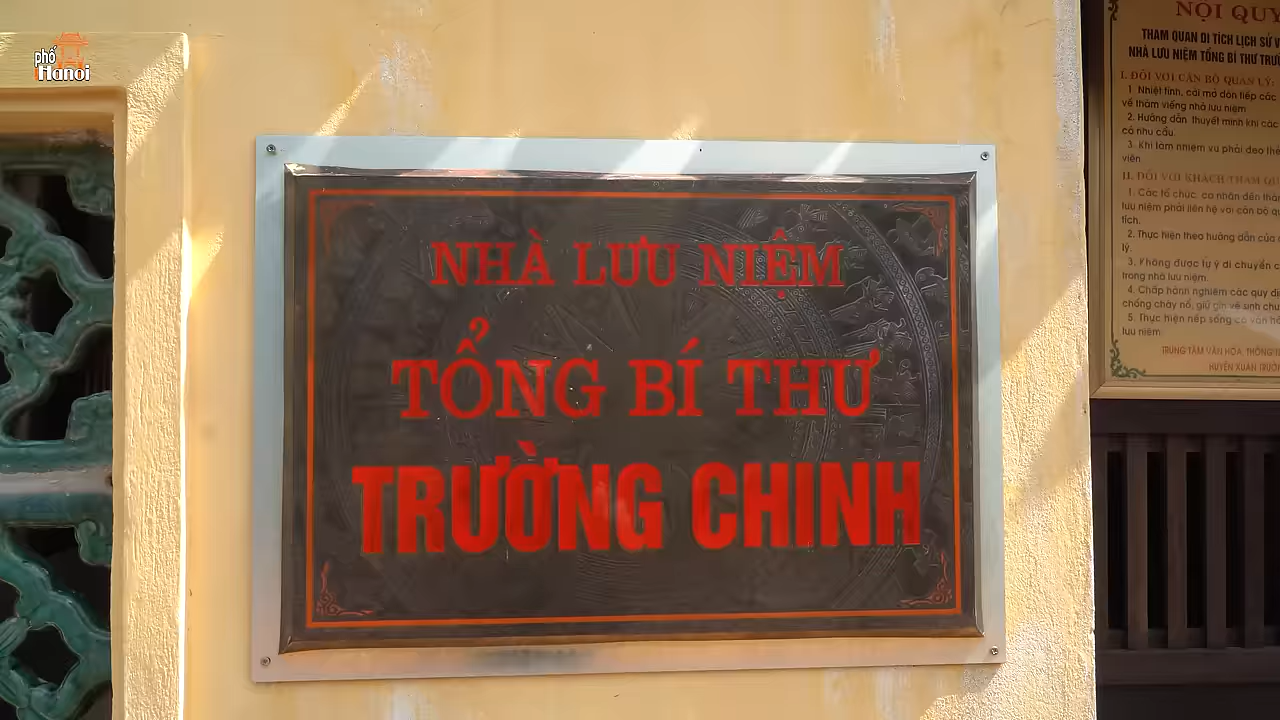 phố
Hanoi
NHÀ LƯU NIỆM
TỔNG BÍ THƯ
TRƯỜNG CHINH
NỘI QUY
THAM QUAN DI TÍCH LỊCH SỬ V
NHÀ LƯU NIỆM TỔNG BÍ THƯ TRƯ
I. ĐỐI VỚI CÁN BỘ QUẢN LÝ:
1. Nhiệt tình, cởi mở đón tiếp các
về thăm viếng nhà lưu niệm
2. Hướng dẫn thuyết minh khi các
có nhu cầu.
3. Khi làm nhiệm vụ phải đeo thẻ
viên.
II. ĐỐI VỚI KHÁCH THAM QU
1. Các tổ chức, cá nhân đến thă
lưu niệm phải liên hệ với cán bộ q
tích.
2. Thực hiện theo hướng dẫn của
lý.
3. Không được tự ý di chuyển
trong nhà lưu niệm.
4. Chấp hành nghiêm các quy đị
chống cháy nổ, giữ gìn vệ sinh chu
5. Thực hiện nếp sống có văn hó
lưu niệm.
TRUNG TÂM VĂN HÓA, THÔNG
HUYỆN XUÂN TRƯỜ